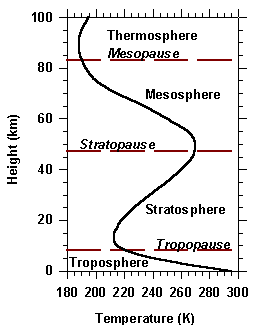 100
Thermosphere
Mesopause
80
Mesosphere
60
Height (km)
Stratopause
40
Stratosphere
20
Tropopause
Troposphere
0
180 200 220 240 260 280 300
Temperature (K)